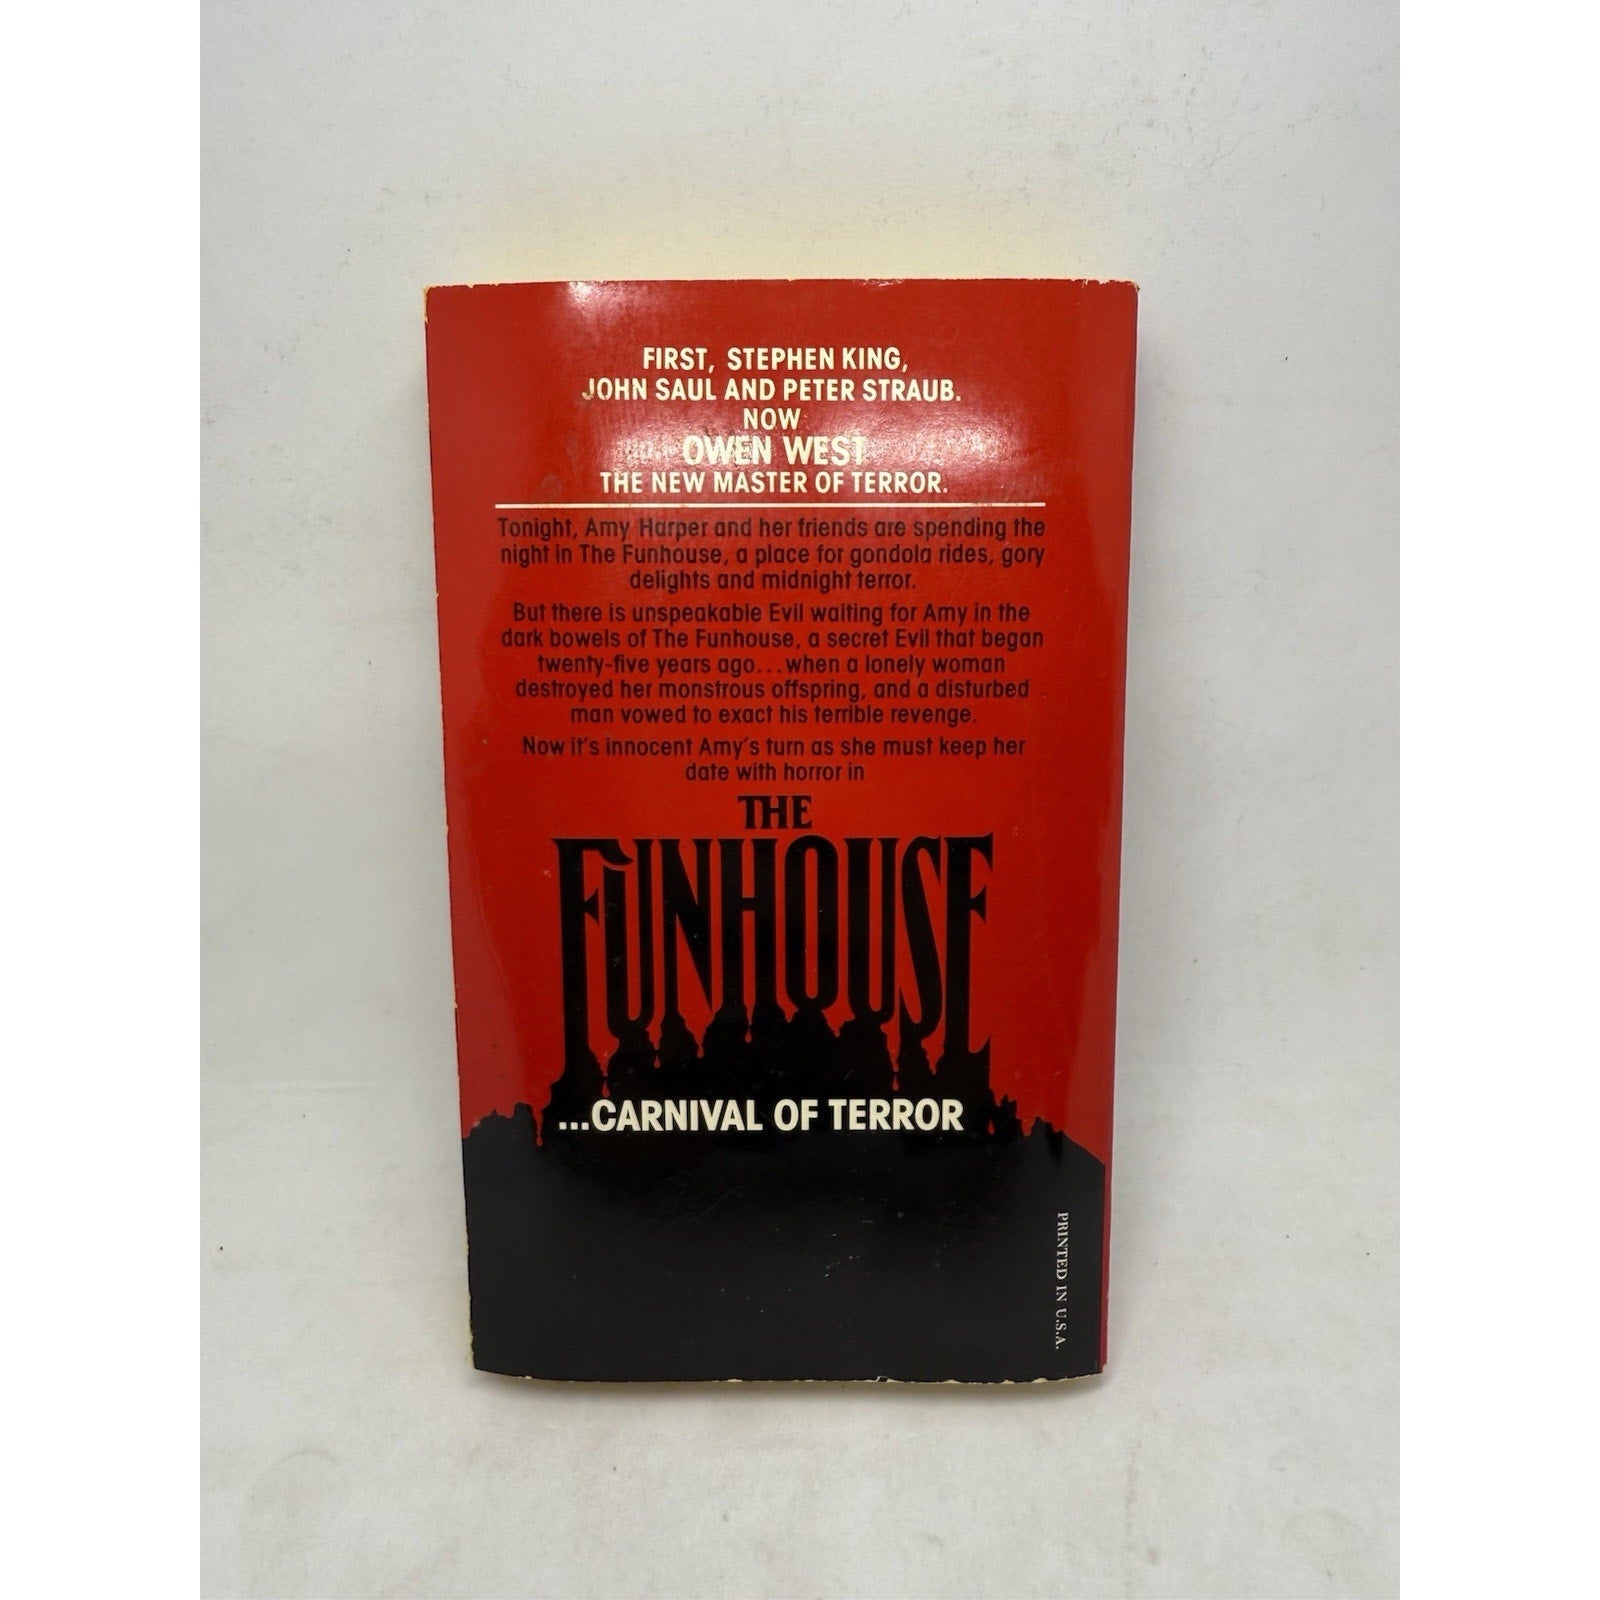 FIRST, STEPHEN KING,
JOHN SAUL AND PETER STRAUB.
NOW
OWEN WEST
THE NEW MASTER OF TERROR.
Tonight, Amy Harper and her friends are spending the
night in The Funhouse, a place for gondola rides, gory
delights and midnight terror.
But there is unspeakable Evil waiting for Amy in the
dark bowels of The Funhouse, a secret Evil that began
twenty-five years ago...when a lonely woman
destroyed her monstrous offspring, and a disturbed
man vowed to exact his terrible revenge.
Now it's innocent Amy's turn as she must keep her
date with horror in
THE
FUNHOUSE
...CARNIVAL OF TERROR
PRINTED IN U.S.A.